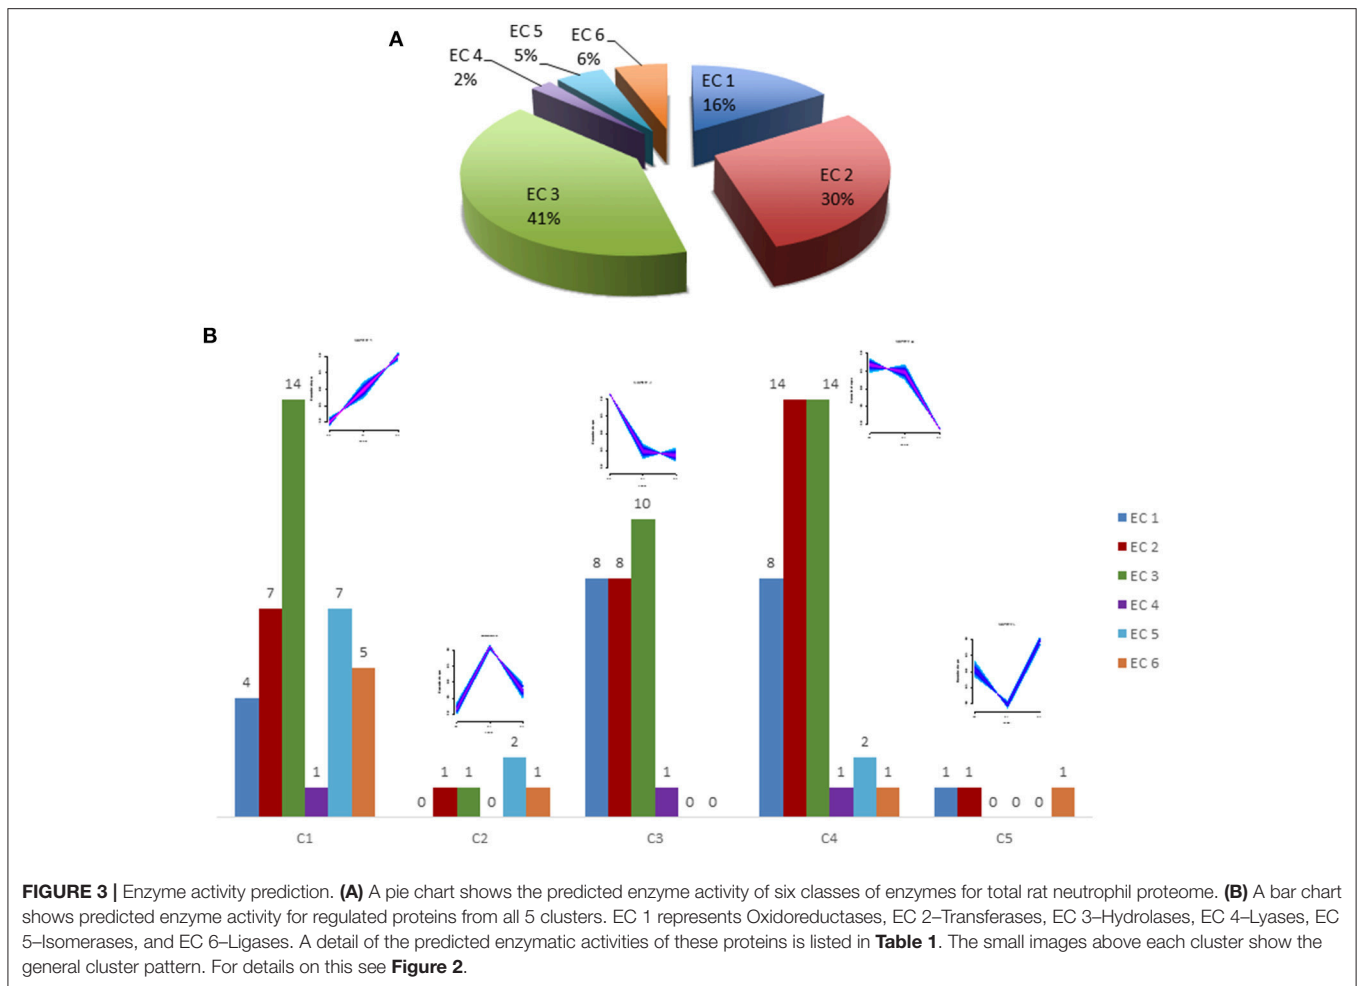 A
EC 1
16%
EC 2
30%
EC 3
41%
EC 4
2%
EC 5
5%
EC 6
6%
B
4
7
14
1
7
5
0
1
1
0
2
1
8
8
10
1
0
0
8
14
14
1
2
1
1
1
0
0
0
1
C1
C2
C3
C4
C5
EC 1
EC 2
EC 3
EC 4
EC 5
EC 6
FIGURE 3 | Enzyme activity prediction. (A) A pie chart shows the predicted enzyme activity of six classes of enzymes for total rat neutrophil proteome. (B) A bar chart
shows predicted enzyme activity for regulated proteins from all 5 clusters. EC 1 represents Oxidoreductases, EC 2–Transferases, EC 3–Hydrolases, EC 4–Lyases, EC
5–Isomerases, and EC 6–Ligases. A detail of the predicted enzymatic activities of these proteins is listed in Table 1. The small images above each cluster show the
general cluster pattern. For details on this see Figure 2.